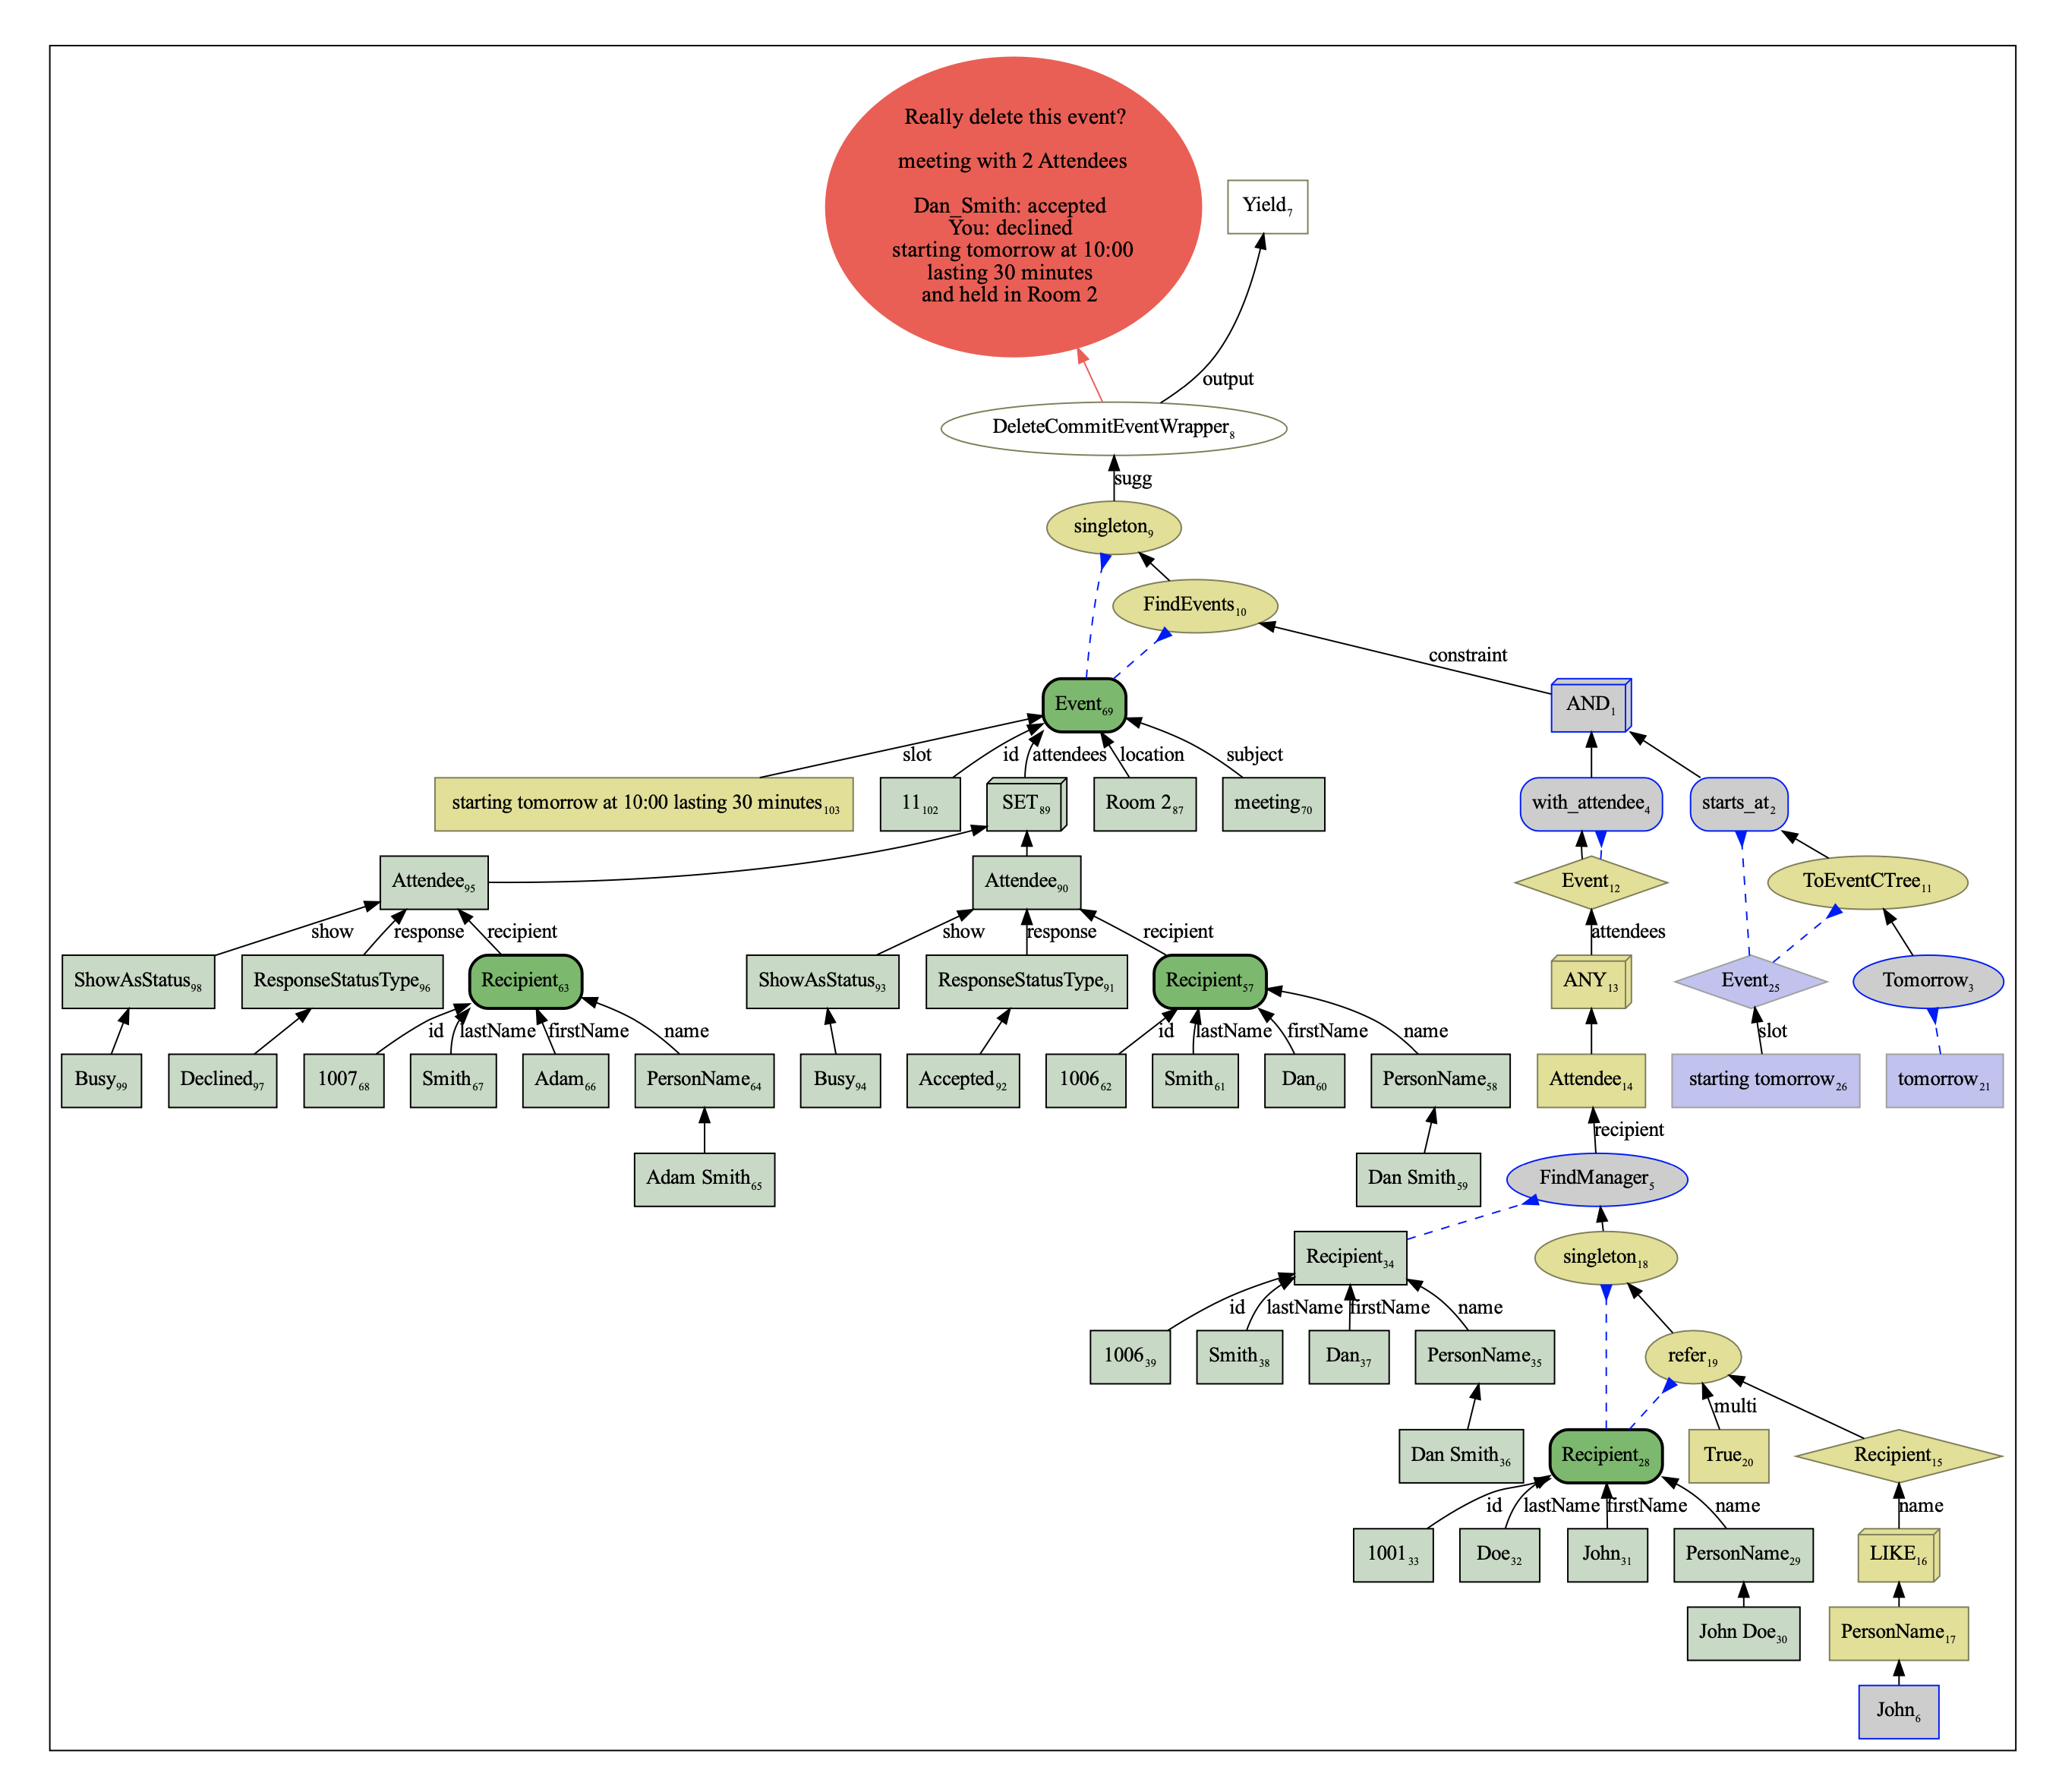 Really delete this event?
meeting with 2 Attendees
Dan_Smith: accepted
You: declined
starting tomorrow at 10:00
lasting 30 minutes
and held in Room 2
Yield7
output
DeleteCommitEventWrapper8
sugg
singleton9
FindEvents10
constraint
Event69
AND1
slot
id
attendees
location
subject
starting tomorrow at 10:00 lasting 30 minutes103
11102
SET89
Room 287
meeting70
with_attendee4
starts_at2
Attendee95
Attendee90
Event12
ToEventCTree11
show
response
recipient
show
response
recipient
attendees
ShowAsStatus98
ResponseStatusType96
Recipient63
ShowAsStatus93
ResponseStatusType91
Recipient57
ANY13
Event25
Tomorrow3
id
lastName
firstName
name
id
lastName
firstName
name
slot
Busy99
Declined97
100768
Smith67
Adam66
PersonName64
Busy94
Accepted92
100662
Smith61
Dan60
PersonName58
Attendee14
starting tomorrow26
tomorrow21
recipient
Adam Smith65
Dan Smith59
FindManager5
Recipient34
singleton18
id
lastName
firstName
name
100639
Smith38
Dan37
PersonName35
refer19
multi
Dan Smith36
Recipient28
True20
Recipient15
id
lastName
firstName
name
name
100133
Doe32
John31
PersonName29
LIKE16
John Doe30
PersonName17
John6